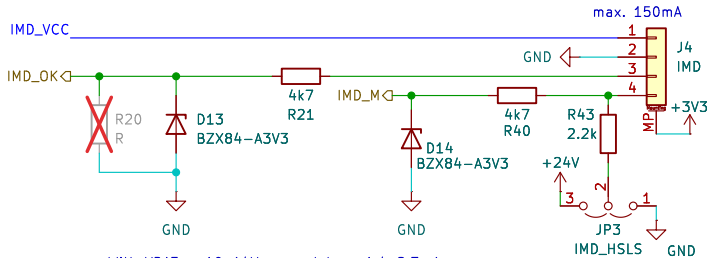 max. 150mA
IMD_VCC
1
J4
IMD
GND
2
IMD_OK
3
4k7
R21
IMD_M
4
4k7
R40
R43
2.2k
MP
+3V3
R20
R
D13
BZX84-A3V3
D14
BZX84-A3V3
+24V
3
2
1
JP3
IMD_HSLS
GND
GND
GND